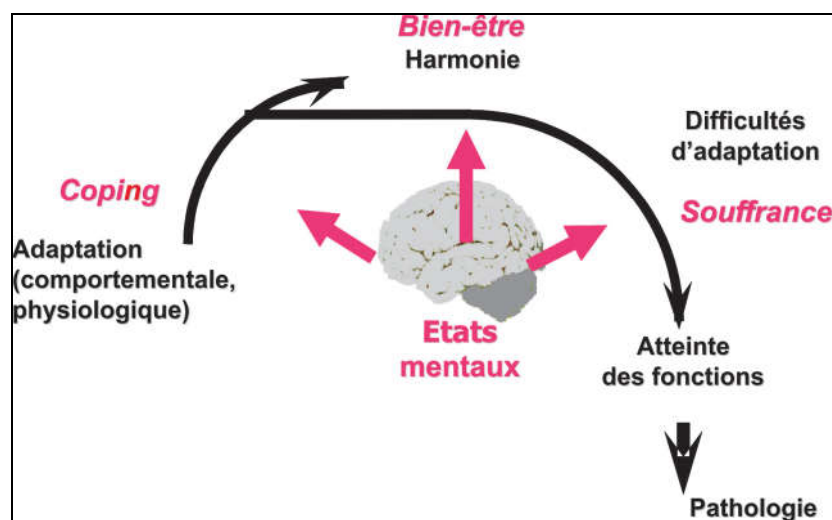 Bien-être
Harmonie
Difficultés
d’adaptation
Coping
Souffrance
Adaptation
(comportementale,
physiologique)
Etats
mentaux
Atteinte
des fonctions
Pathologie